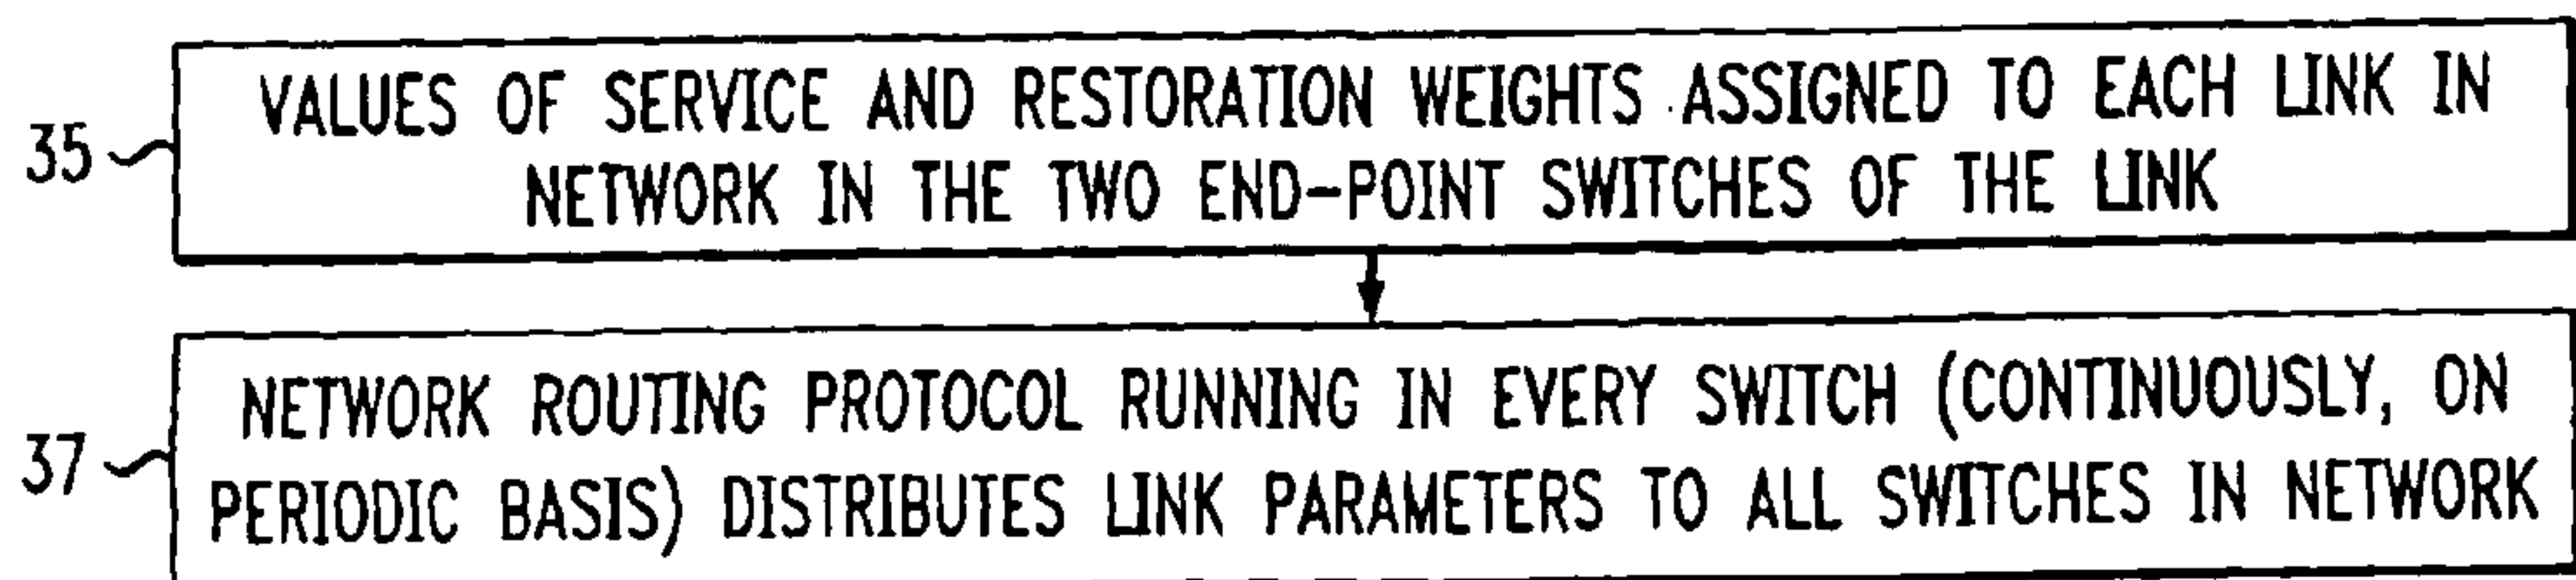 VALUES OF SERVICE AND RESTORATION WEIGHTS ASSIGNED TO EACH LINK IN
35
NETWORK IN THE TWO END-POINT SWITCHES OF THE LINK
NETWORK ROUTING PROTOCOL RUNNING IN EVERY SWITCH (CONTINUOUSLY, ON
37
PERIODIC BASIS) DISTRIBUTES LINK PARAMETERS TO ALL SWITCHES IN NETWORK